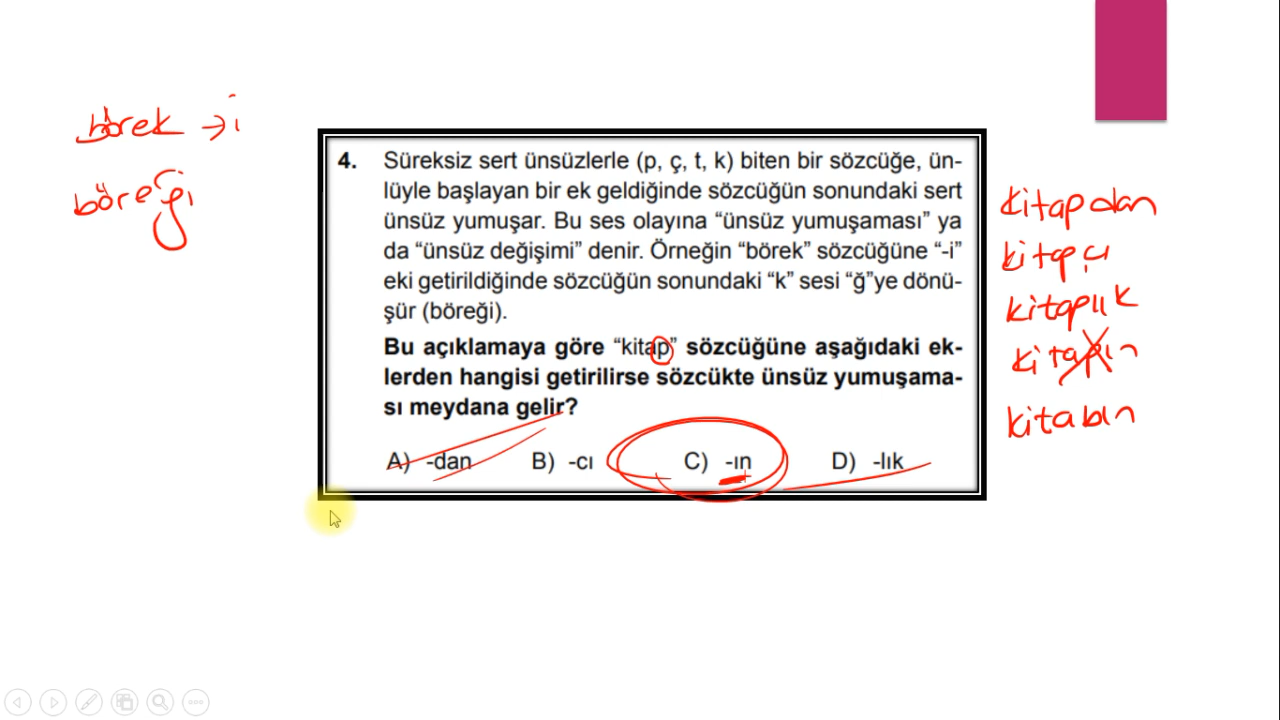 börek → i
böreği
4. Süreksiz sert ünsüzlerle (p, ç, t, k) biten bir sözcüğe, ün-
lüyle başlayan bir ek geldiğinde sözcüğün sonundaki sert
ünsüz yumuşar. Bu ses olayına “ünsüz yumuşaması” ya
da “ünsüz değişimi” denir. Örneğin “börek” sözcüğüne “-i”
eki getirildiğinde sözcüğün sonundaki “k” sesi “ğ”ye dönü-
şür (böreği).
Bu açıklamaya göre “kitap” sözcüğüne aşağıdaki ek-
lerden hangisi getirilirse sözcükte ünsüz yumuşama-
sı meydana gelir?
A) -dan B) -cı C) -ın D) -lık
kitapdan
kitapçı
kitaplık
kitapın
kitabın